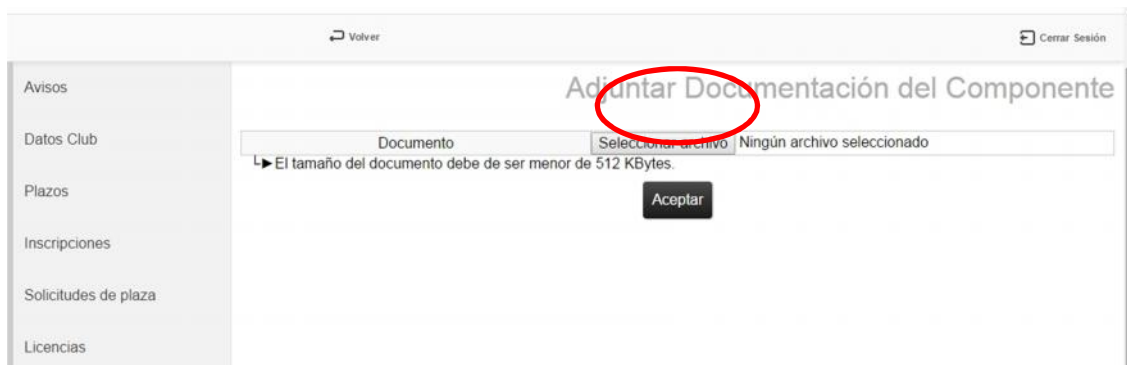 Volver
Cerrar Sesión
Avisos
Adjuntar Documentación del Componente
Datos Club
Documento
Seleccionar archivo
Ningún archivo seleccionado
El tamaño del documento debe de ser menor de 512 KBytes.
Plazos
Aceptar
Inscripciones
Solicitudes de plaza
Licencias